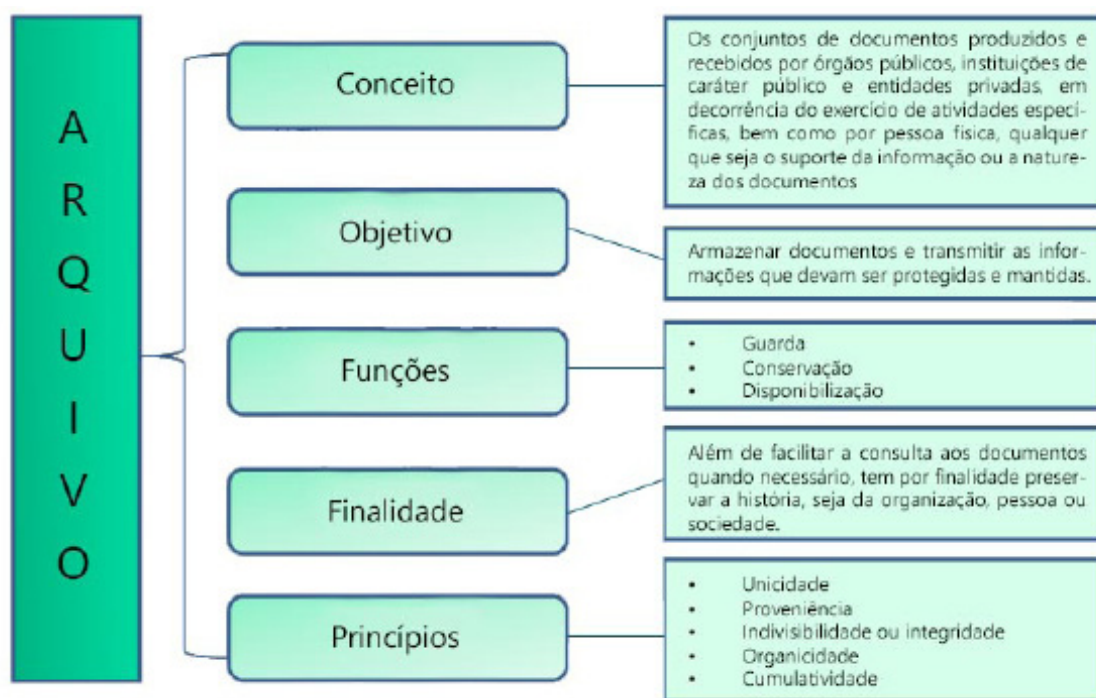 ARQUIVO
Conceito
Os conjuntos de documentos produzidos e
recebidos por órgãos públicos, instituições de
caráter público e entidades privadas, em
decorrência do exercício de atividades especí-
ficas, bem como por pessoa física, qualquer
que seja o suporte da informação ou a nature-
za dos documentos
Objetivo
Armazenar documentos e transmitir as infor-
mações que devam ser protegidas e mantidas.
Funções
• Guarda
• Conservação
• Disponibilização
Finalidade
Além de facilitar a consulta aos documentos
quando necessário, tem por finalidade preser-
var a história, seja da organização, pessoa ou
sociedade.
Princípios
• Unicidade
• Proveniência
• Indivisibilidade ou integridade
• Organicidade
• Cumulatividade